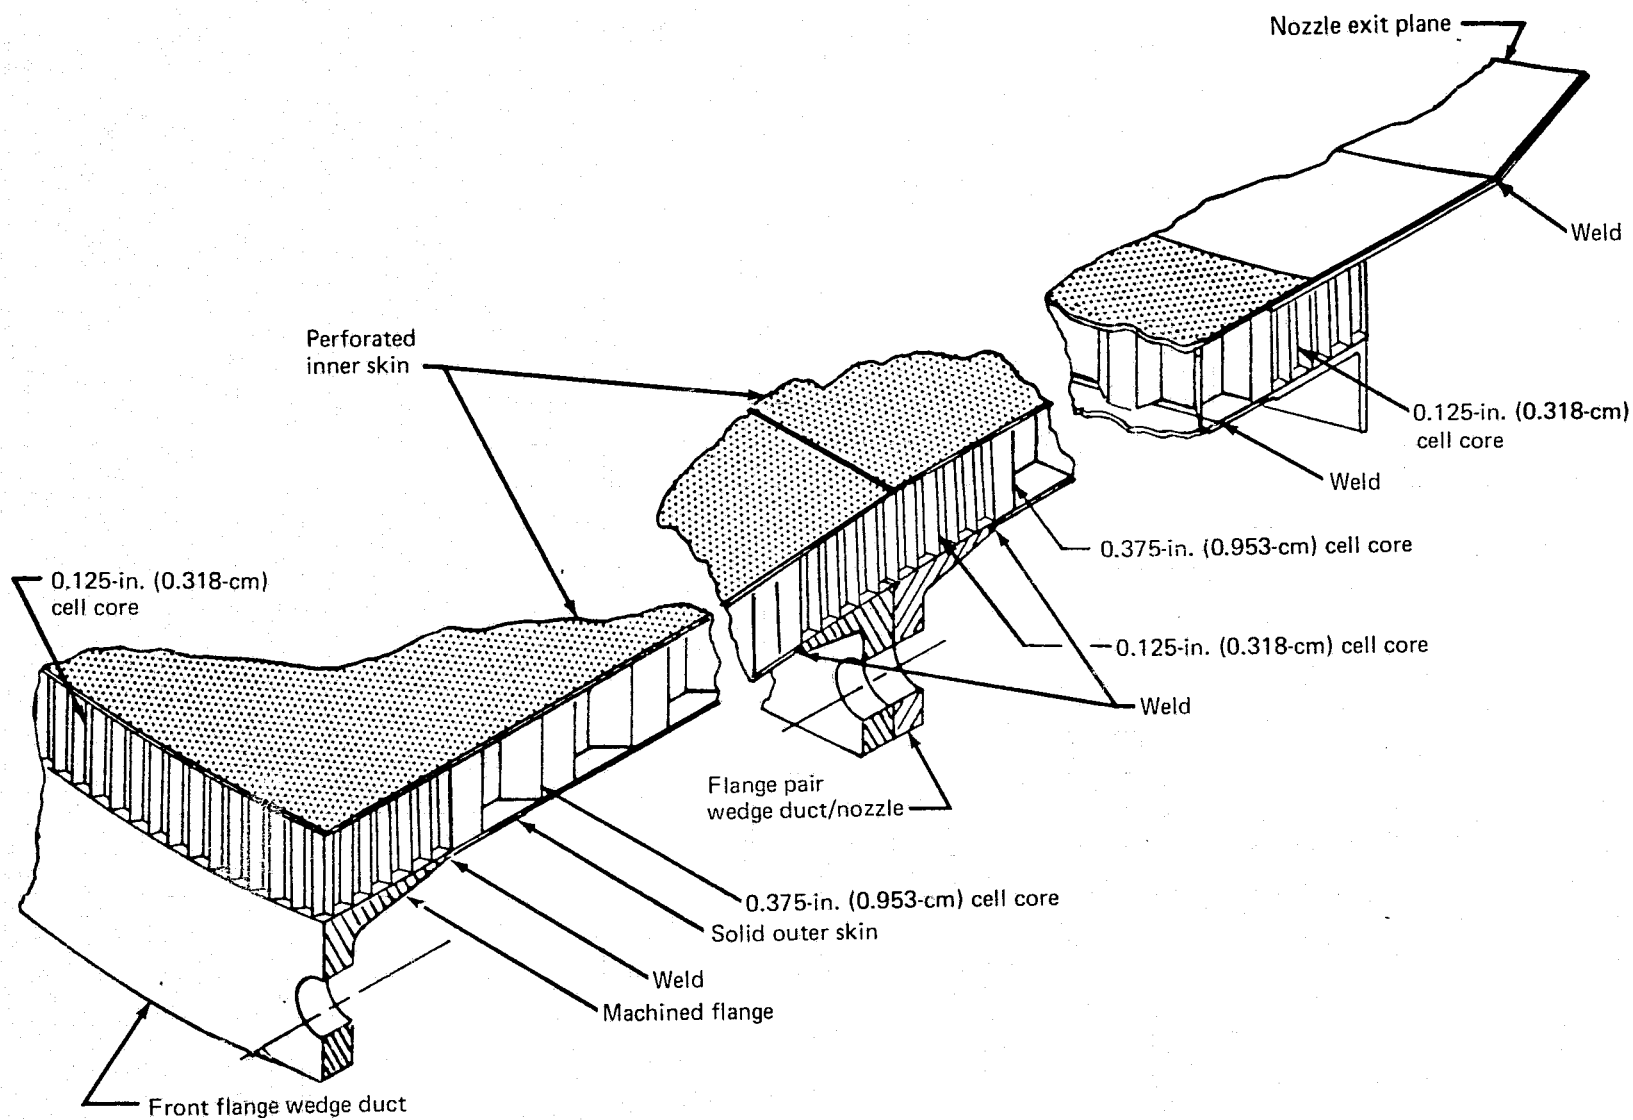 Nozzle exit plane
Weld
Perforated
inner skin
0.125-in. (0.318-cm)
cell core
Weld
0.375-in. (0.953-cm) cell core
0.125-in. (0.318-cm)
cell core
0.125-in. (0.318-cm) cell core
Weld
Flange pair
wedge duct/nozzle
0.375-in. (0.953-cm) cell core
Solid outer skin
Weld
Machined flange
Front flange wedge duct